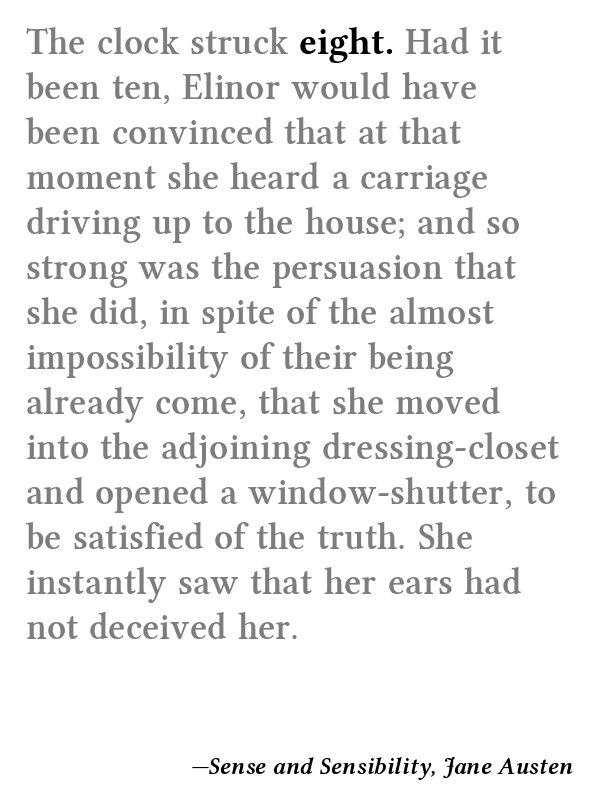 The clock struck eight. Had it
been ten, Elinor would have
been convinced that at that
moment she heard a carriage
driving up to the house; and so
strong was the persuasion that
she did, in spite of the almost
impossibility of their being
already come, that she moved
into the adjoining dressing-closet
and opened a window-shutter, to
be satisfied of the truth. She
instantly saw that her ears had
not deceived her.
—Sense and Sensibility, Jane Austen